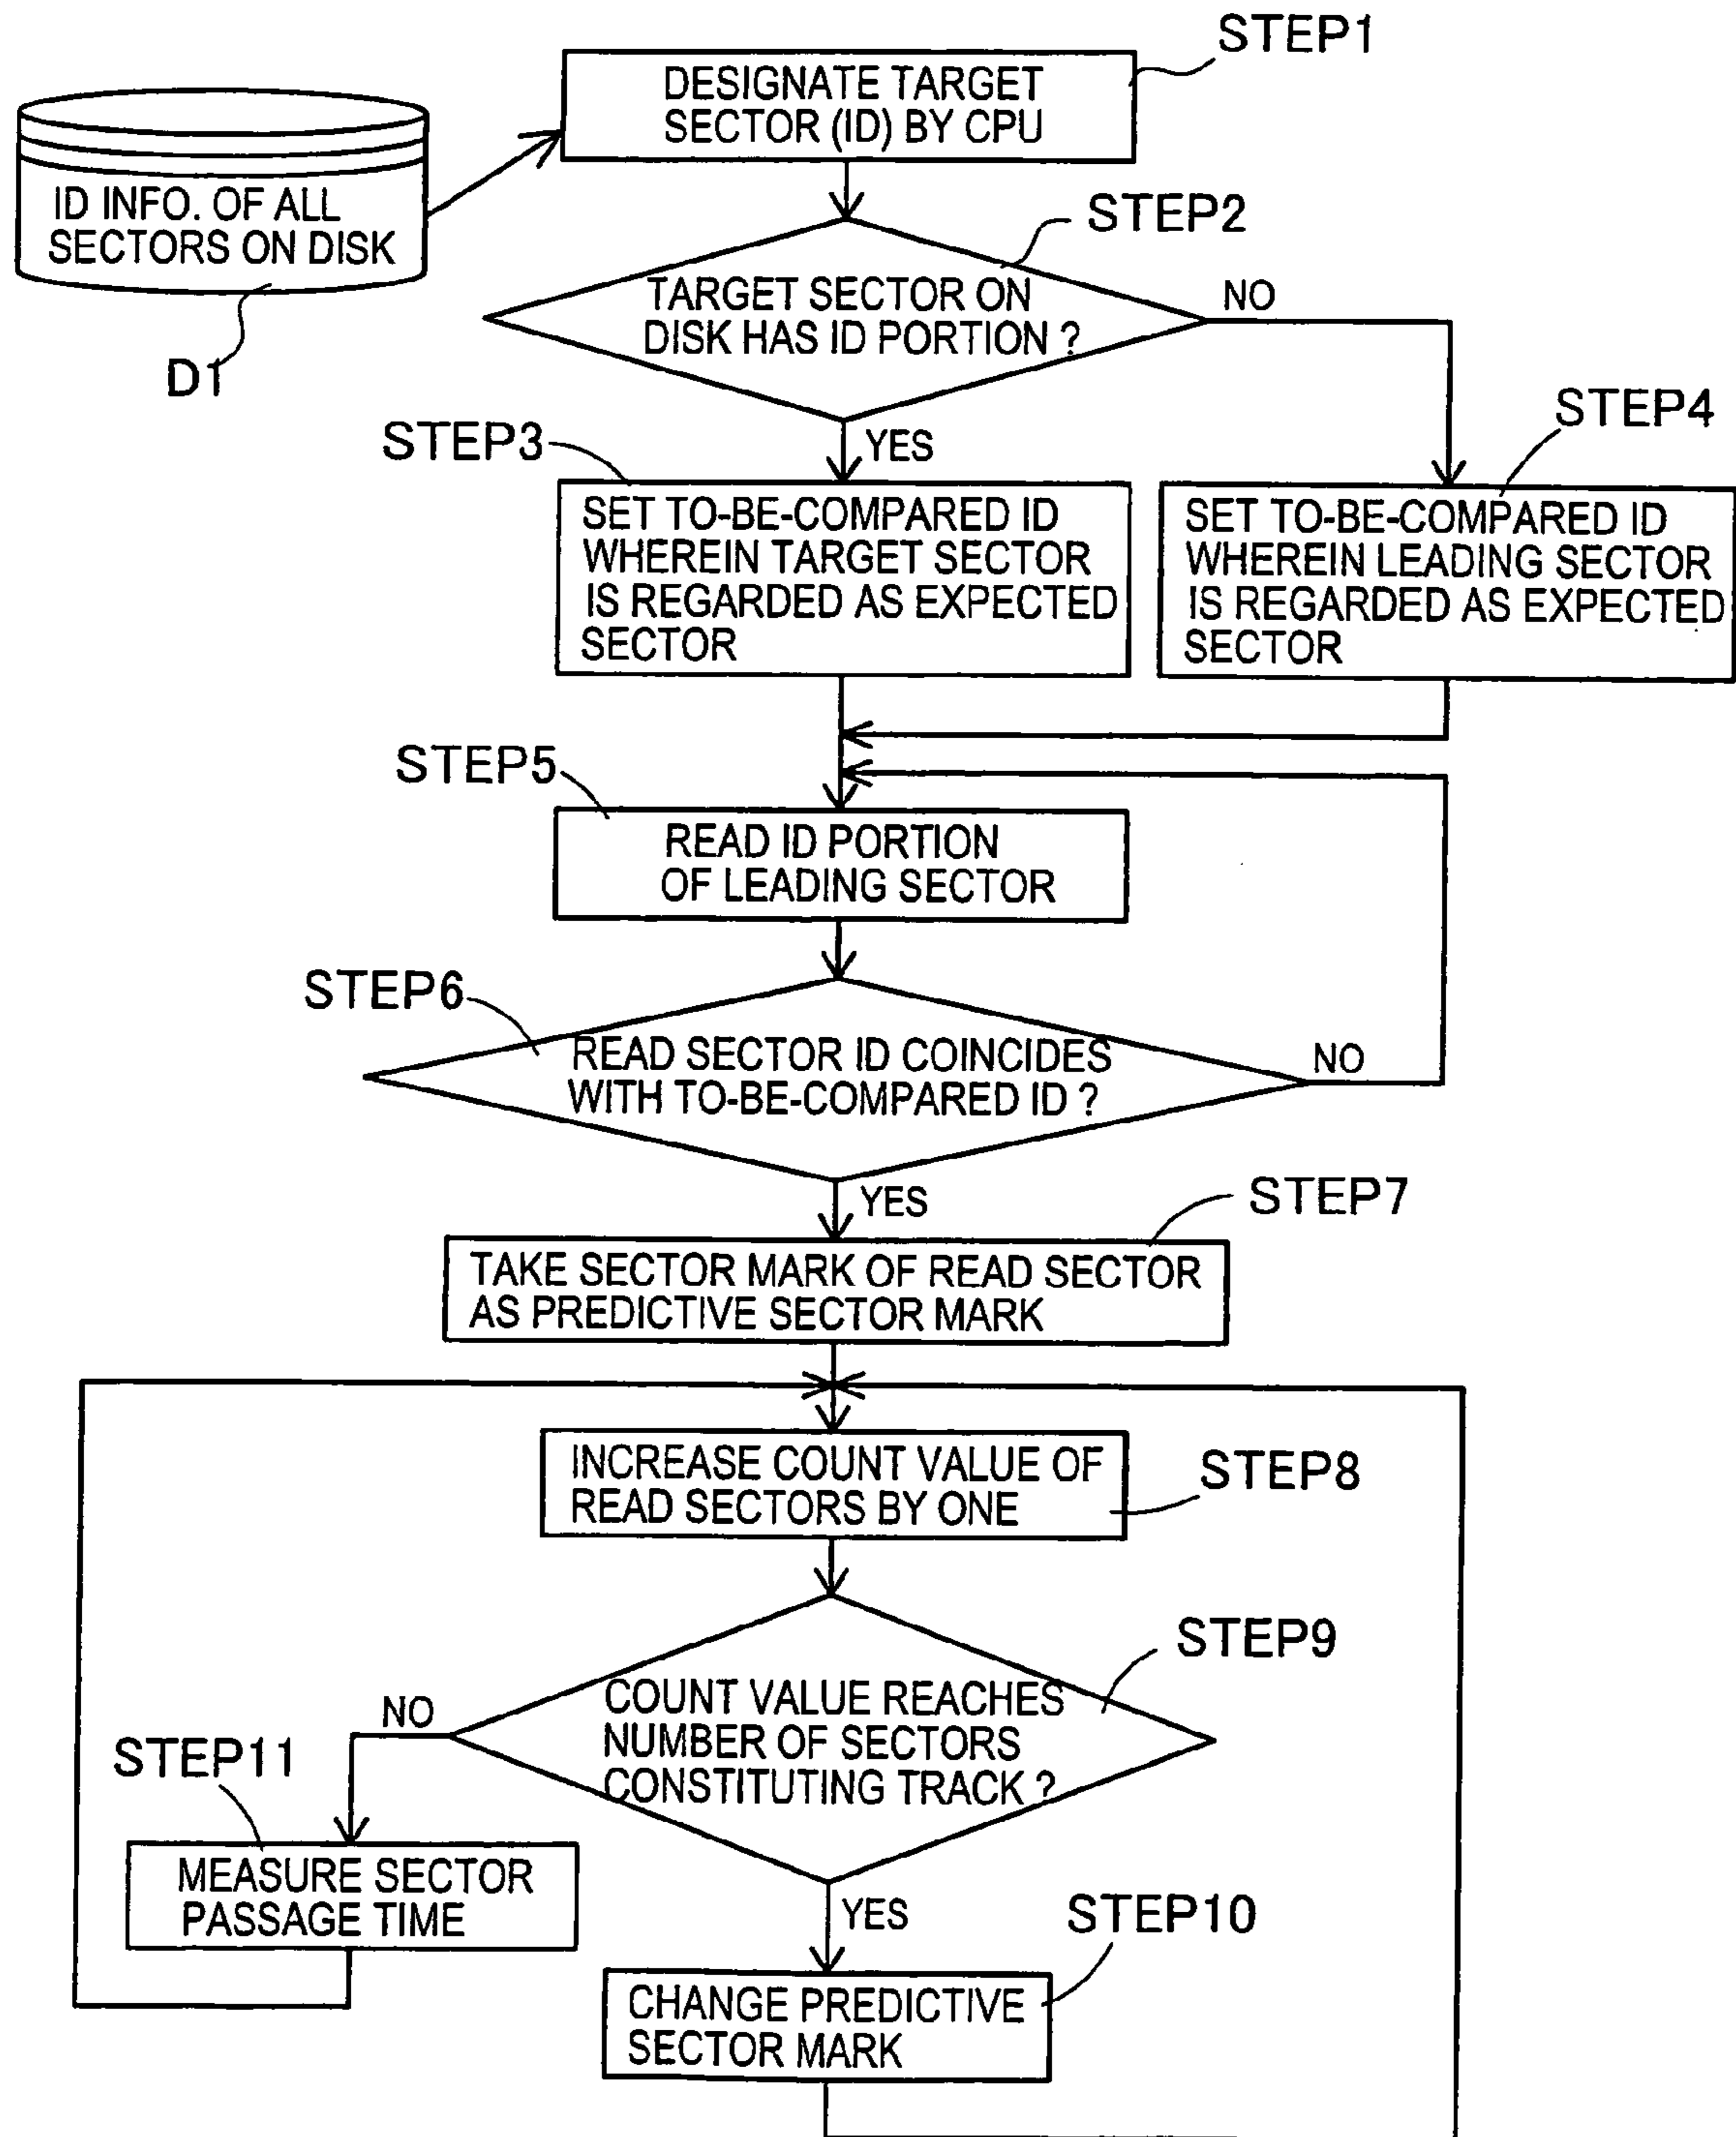 STEP1
DESIGNATE TARGET
SECTOR (ID) BY CPU
ID INFO. OF ALL
SECTORS ON DISK
D1
STEP2
TARGET SECTOR ON
DISK HAS ID PORTION ?
NO
YES
STEP3
SET TO-BE-COMPARED ID
WHEREIN TARGET SECTOR
IS REGARDED AS EXPECTED
SECTOR
STEP4
SET TO-BE-COMPARED ID
WHEREIN LEADING SECTOR
IS REGARDED AS EXPECTED
SECTOR
STEP5
READ ID PORTION
OF LEADING SECTOR
STEP6
READ SECTOR ID COINCIDES
WITH TO-BE-COMPARED ID ?
NO
YES
STEP7
TAKE SECTOR MARK OF READ SECTOR
AS PREDICTIVE SECTOR MARK
INCREASE COUNT VALUE OF
READ SECTORS BY ONE
STEP8
STEP9
COUNT VALUE REACHES
NUMBER OF SECTORS
CONSTITUTING TRACK ?
NO
STEP11
MEASURE SECTOR
PASSAGE TIME
YES
STEP10
CHANGE PREDICTIVE
SECTOR MARK